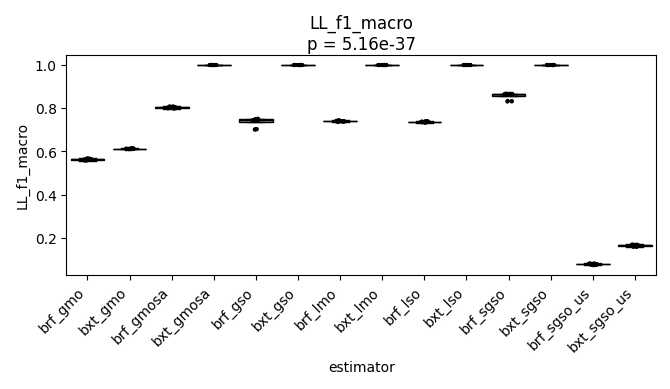 LL_f1_macro
p = 5.16e-37
1.0
0.8
0.6
0.4
0.2
LL_f1_macro
brf_gmo
bxt_gmo
brf_gmosa
bxt_gmosa
brf_gso
bxt_gso
brf_lmo
bxt_lmo
brf_lso
bxt_lso
brf_sgso
bxt_sgso
brf_sgso_us
bxt_sgso_us
estimator